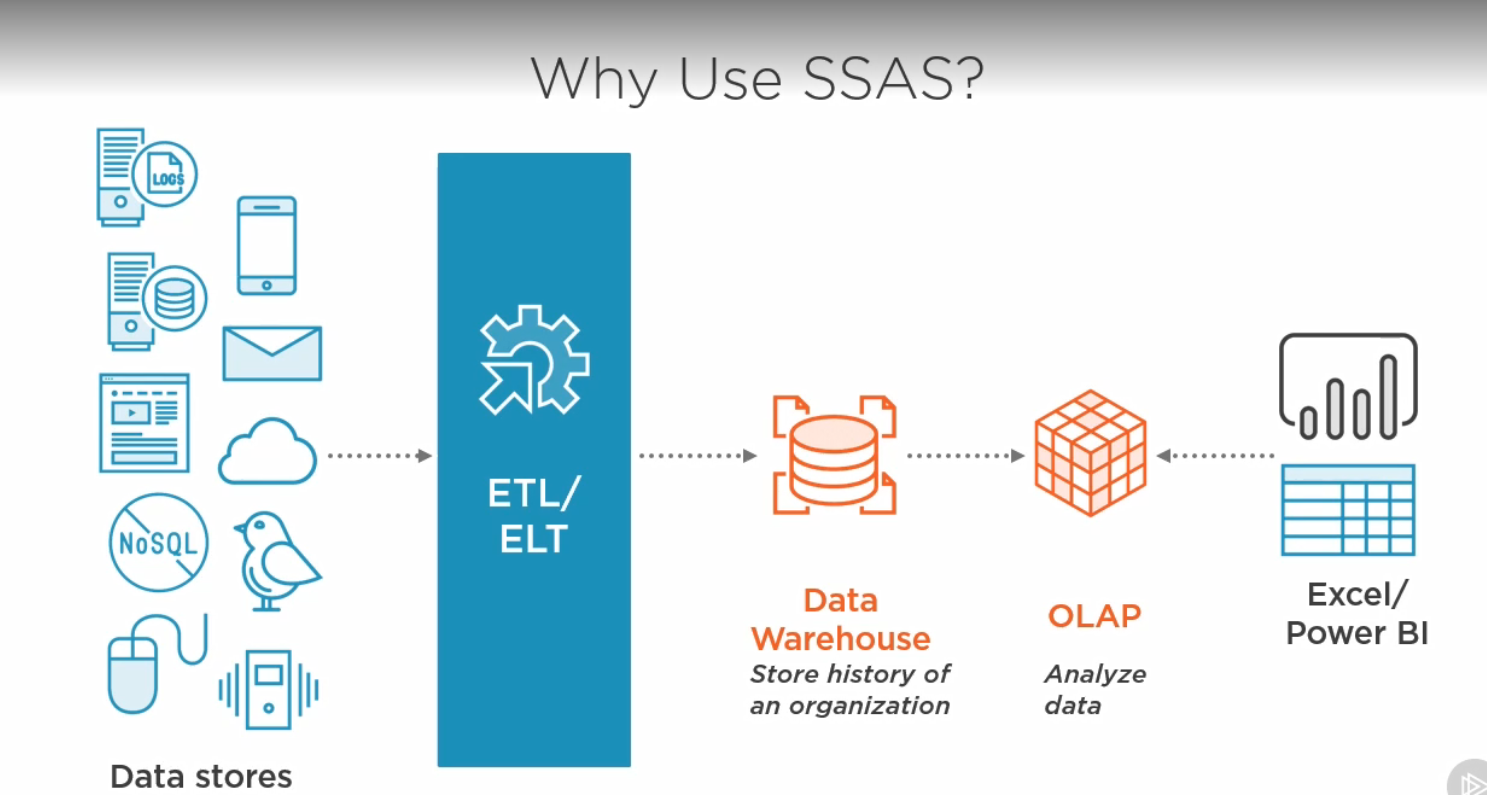 Why Use SSAS?
LOGS
NoSQL
Data stores
ETL/
ELT
Data
Warehouse
Store history of
an organization
OLAP
Analyze
data
Excel/
Power BI